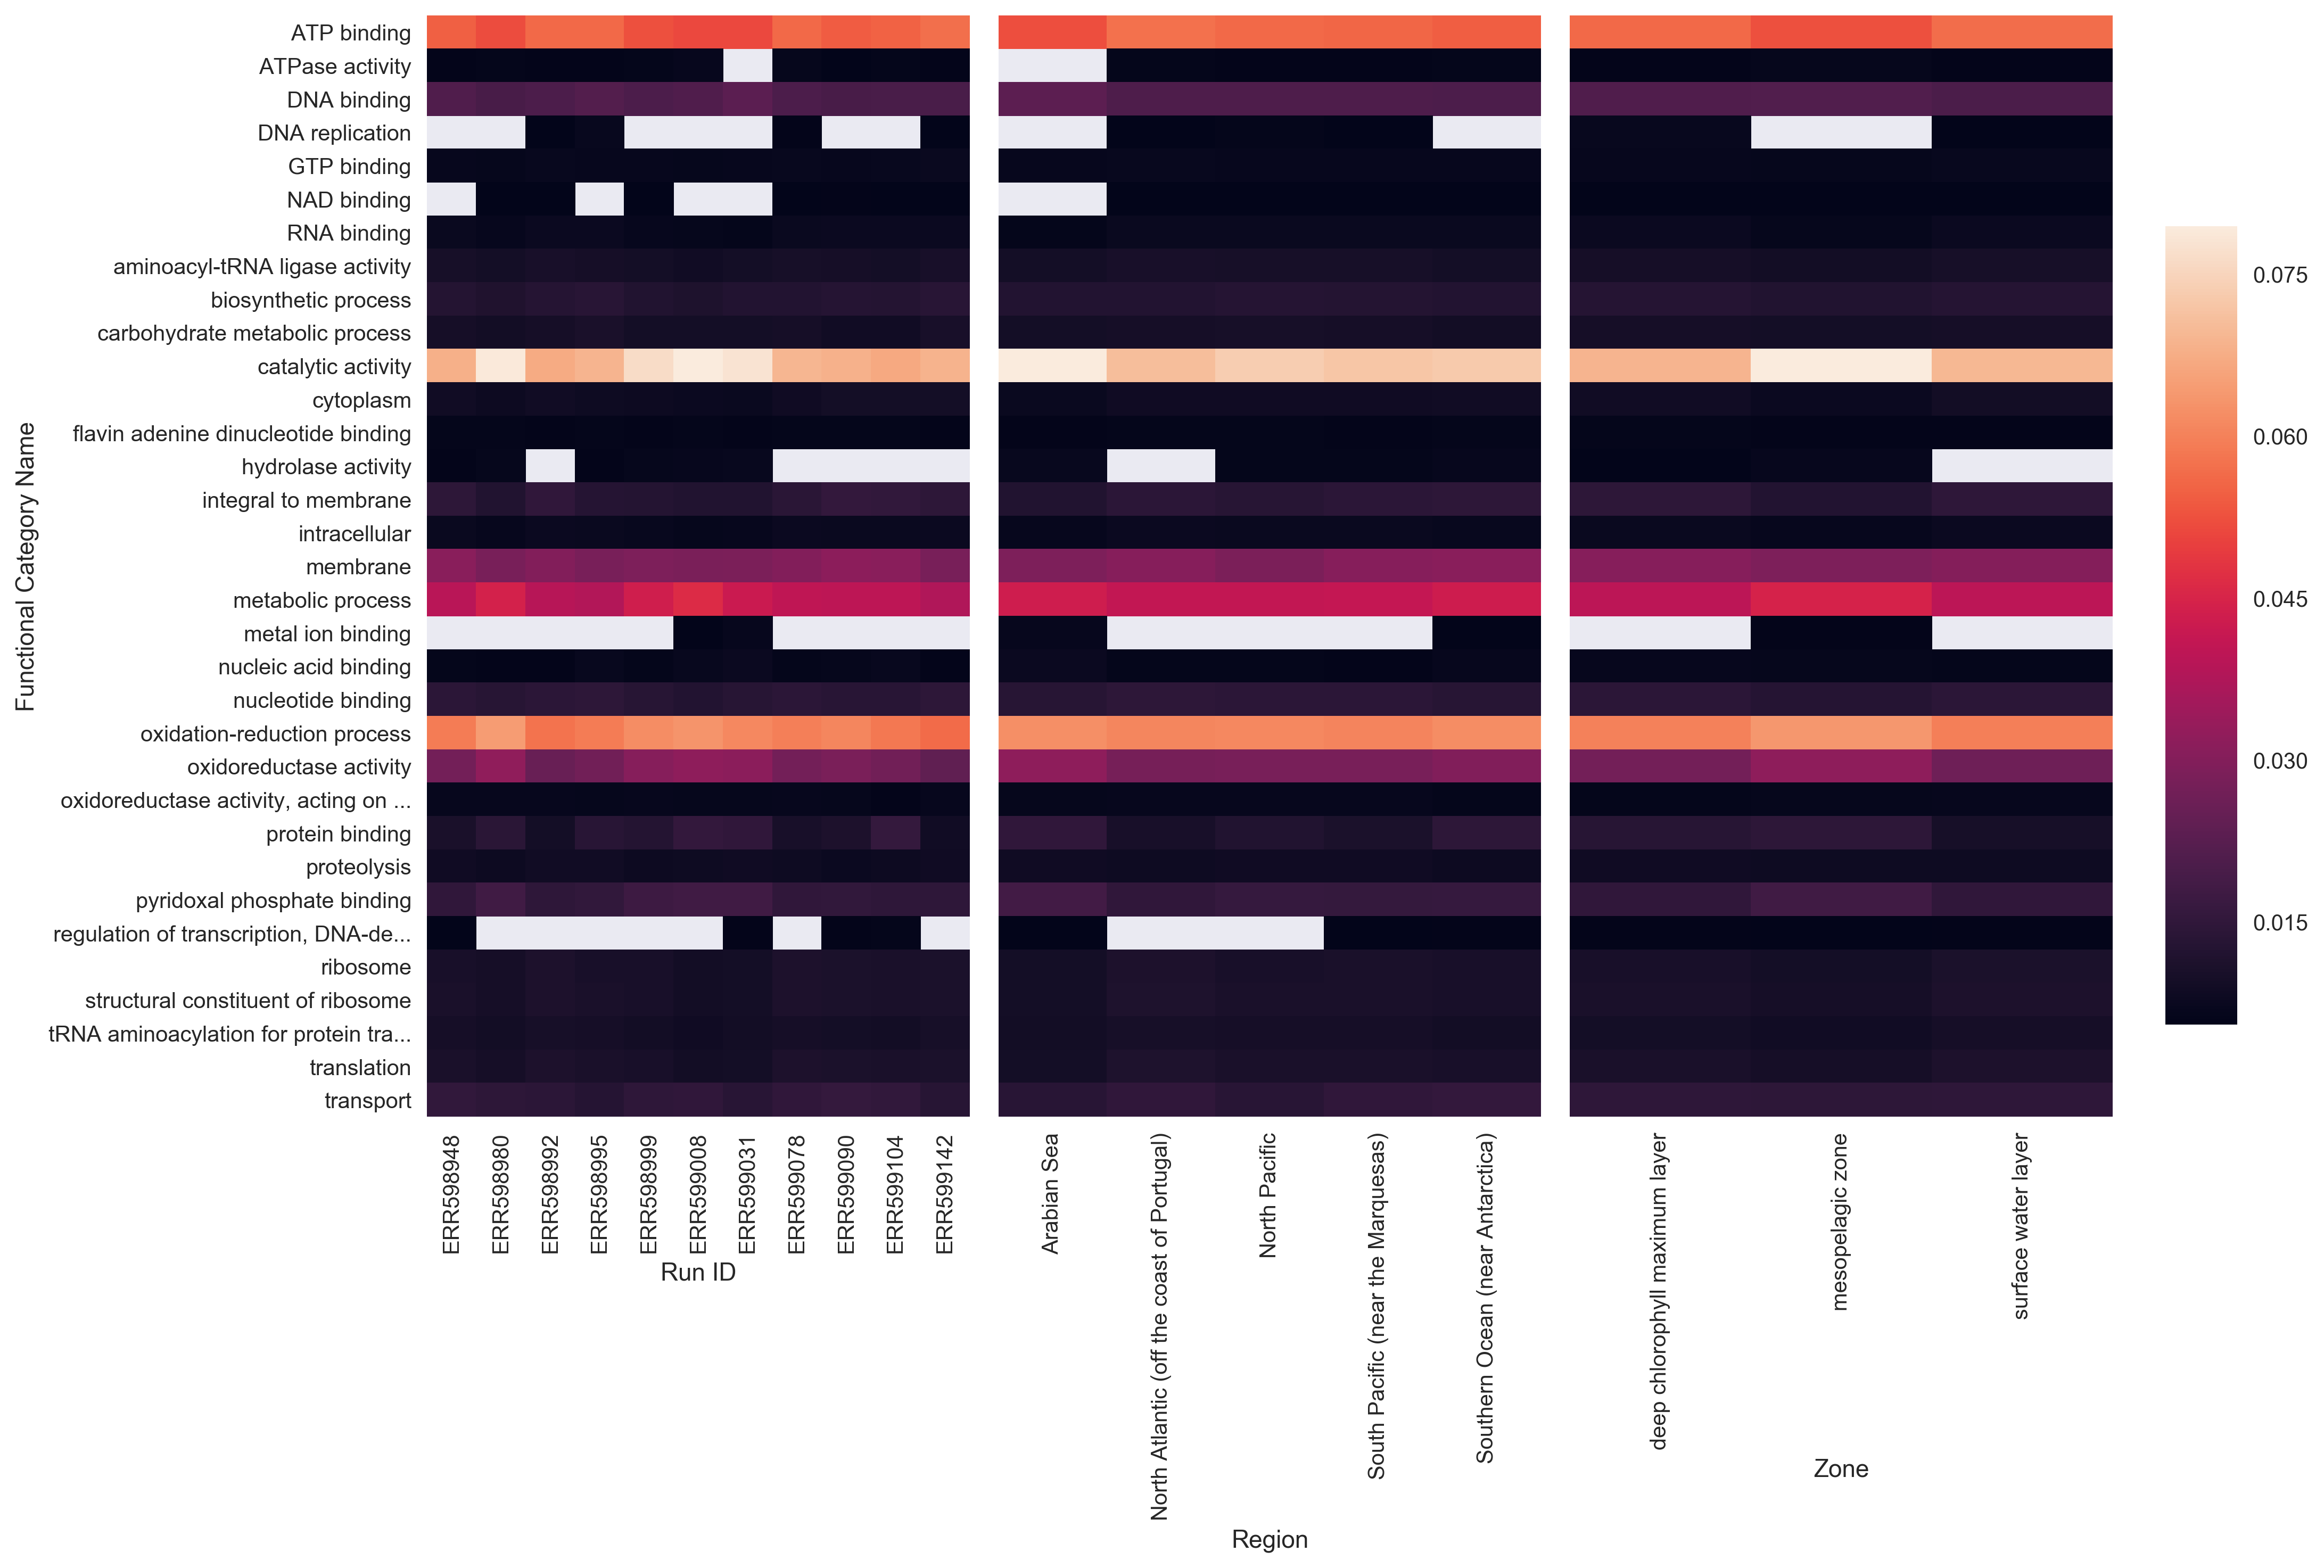 Functional Category Name
ATP binding
ATPase activity
DNA binding
DNA replication
GTP binding
NAD binding
RNA binding
aminoacyl-tRNA ligase activity
biosynthetic process
carbohydrate metabolic process
catalytic activity
cytoplasm
flavin adenine dinucleotide binding
hydrolase activity
integral to membrane
intracellular
membrane
metabolic process
metal ion binding
nucleic acid binding
nucleotide binding
oxidation-reduction process
oxidoreductase activity
oxidoreductase activity, acting on ...
protein binding
proteolysis
pyridoxal phosphate binding
regulation of transcription, DNA-de...
ribosome
structural constituent of ribosome
tRNA aminoacylation for protein tra...
translation
transport
ERR598948
ERR598980
ERR598992
ERR598995
ERR598999
ERR599008
ERR599031
ERR599078
ERR599090
ERR599104
ERR599142
Run ID
Arabian Sea
North Atlantic (off the coast of Portugal)
North Pacific
South Pacific (near the Marquesas)
Southern Ocean (near Antarctica)
Region
deep chlorophyll maximum layer
mesopelagic zone
surface water layer
Zone
0.075
0.060
0.045
0.030
0.015